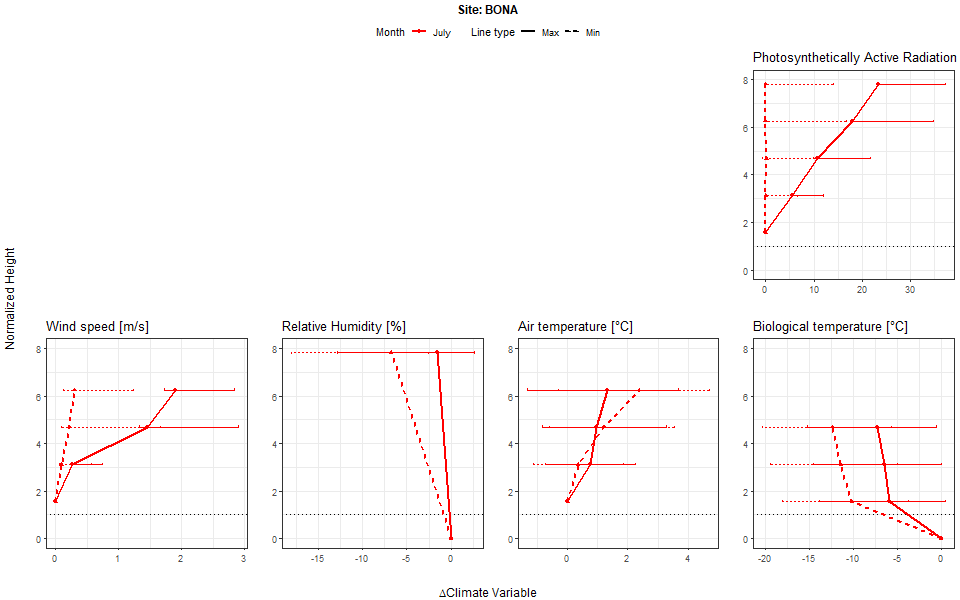 Site: BONA
Month July Line type Max Min
Photosynthetically Active Radiation
8
6
4
2
0
0 10 20 30
Normalized Height
Wind speed [m/s]
8
6
4
2
0
0 1 2 3
Relative Humidity [%]
8
6
4
2
0
-15 -10 -5 0
Air temperature [°C]
8
6
4
2
0
0 2 4
Biological temperature [°C]
8
6
4
2
0
-20 -15 -10 -5 0
ΔClimate Variable